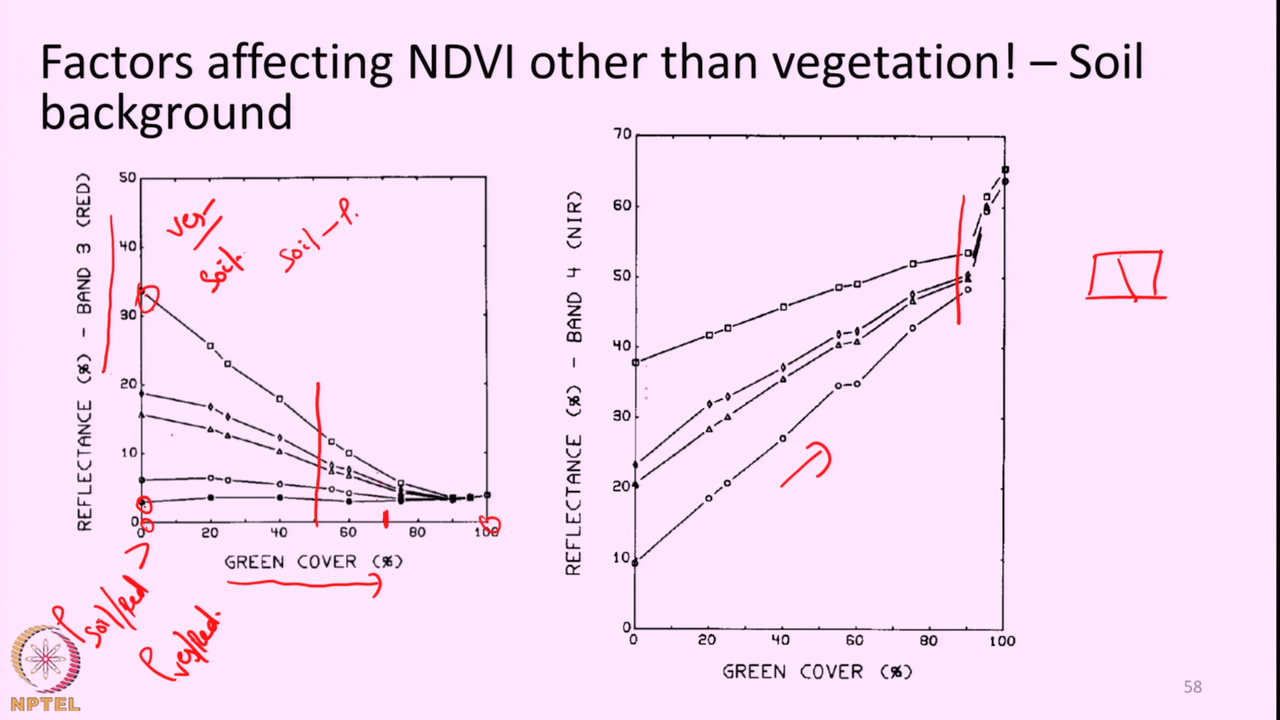 Factors affecting NDVI other than vegetation! – Soil
background
REFLECTANCE (%) - BAND 3 (RED)
50
40
30
20
10
0
0 20 40 60 80 100
GREEN COVER (%)
Veg
Soil
Soil - ρ.
ρ soil/red >
ρ veg/Red.
REFLECTANCE (%) - BAND 4 (NIR)
70
60
50
40
30
20
10
0
0 20 40 60 80 100
GREEN COVER (%)
NPTEL
58